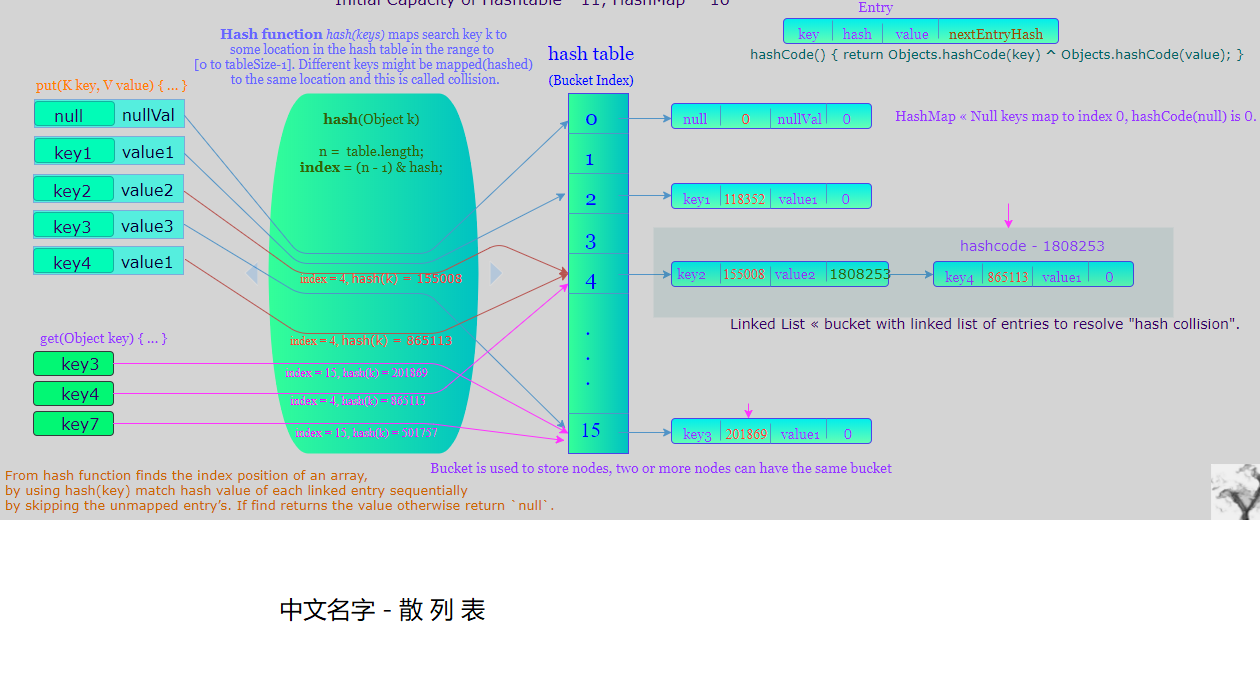 Initial Capacity of Hashtable - 11, HashMap - 16
Entry
key hash value nextEntryHash
hashCode() { return Objects.hashCode(key) ^ Objects.hashCode(value); }
Hash function hash(keys) maps search key k to
some location in the hash table in the range to
[0 to tableSize-1]. Different keys might be mapped(hashed)
to the same location and this is called collision.
hash table
(Bucket Index)
put(K key, V value) { ... }
null nullVal
key1 value1
key2 value2
key3 value3
key4 value1
hash(Object k)
n = table.length;
index = (n - 1) & hash;
index = 4, hash(k) = 155008
index = 4, hash(k) = 865113
index = 15, hash(k) = 201869
index = 4, hash(k) = 865113
index = 15, hash(k) = 501757
get(Object key) { ... }
key3
key4
key7
0
1
2
3
4
.
.
.
15
null 0 nullVal 0
HashMap « Null keys map to index 0, hashCode(null) is 0.
key1 118352 value1 0
hashcode - 1808253
key2 155008 value2 1808253
key4 865113 value1 0
Linked List « bucket with linked list of entries to resolve "hash collision".
key3 201869 value1 0
Bucket is used to store nodes, two or more nodes can have the same bucket
From hash function finds the index position of an array,
by using hash(key) match hash value of each linked entry sequentially
by skipping the unmapped entry’s. If find returns the value otherwise return `null`.
中文名字 - 散 列 表